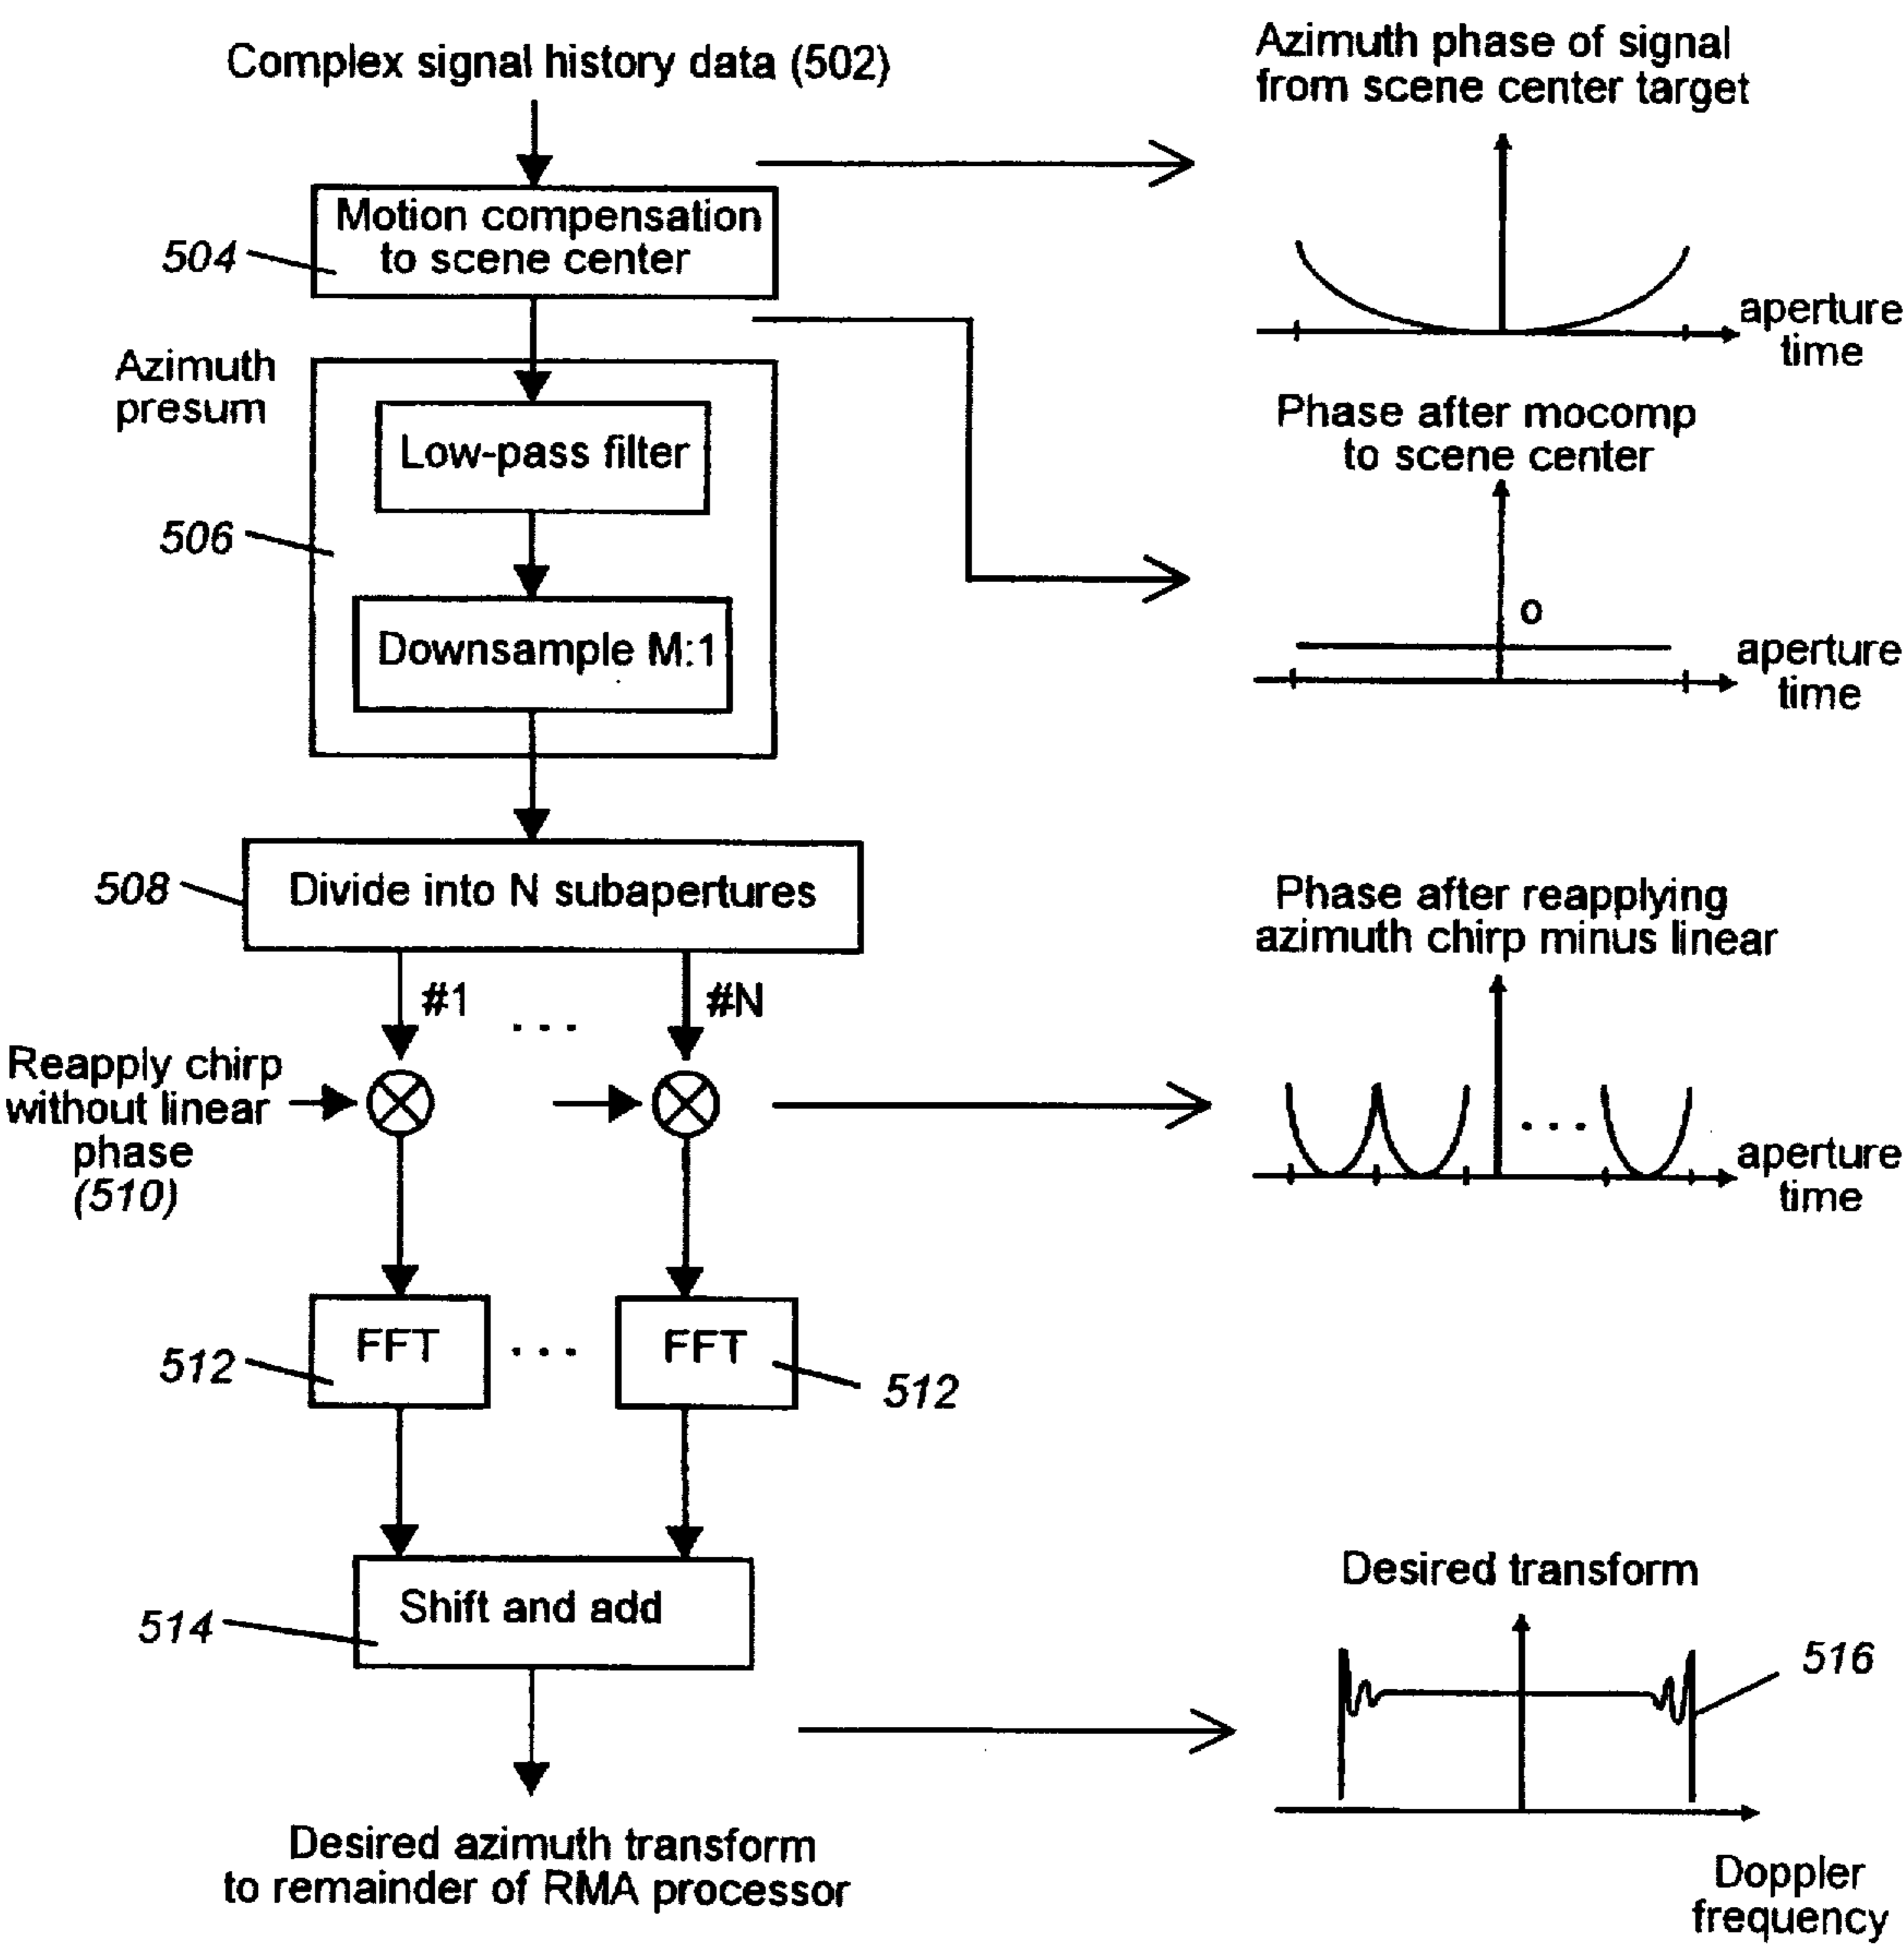 Complex signal history data (502)
Motion compensation
to scene center
504
Azimuth
presum
Low-pass filter
506
Downsample M:1
508
Divide into N subapertures
#1
. . .
#N
Reapply chirp
without linear
phase
(510)
FFT
. . .
FFT
512
512
Shift and add
514
Desired azimuth transform
to remainder of RMA processor
Azimuth phase of signal
from scene center target
aperture
time
Phase after mocomp
to scene center
o
aperture
time
Phase after reapplying
azimuth chirp minus linear
. . .
aperture
time
Desired transform
516
Doppler
frequency